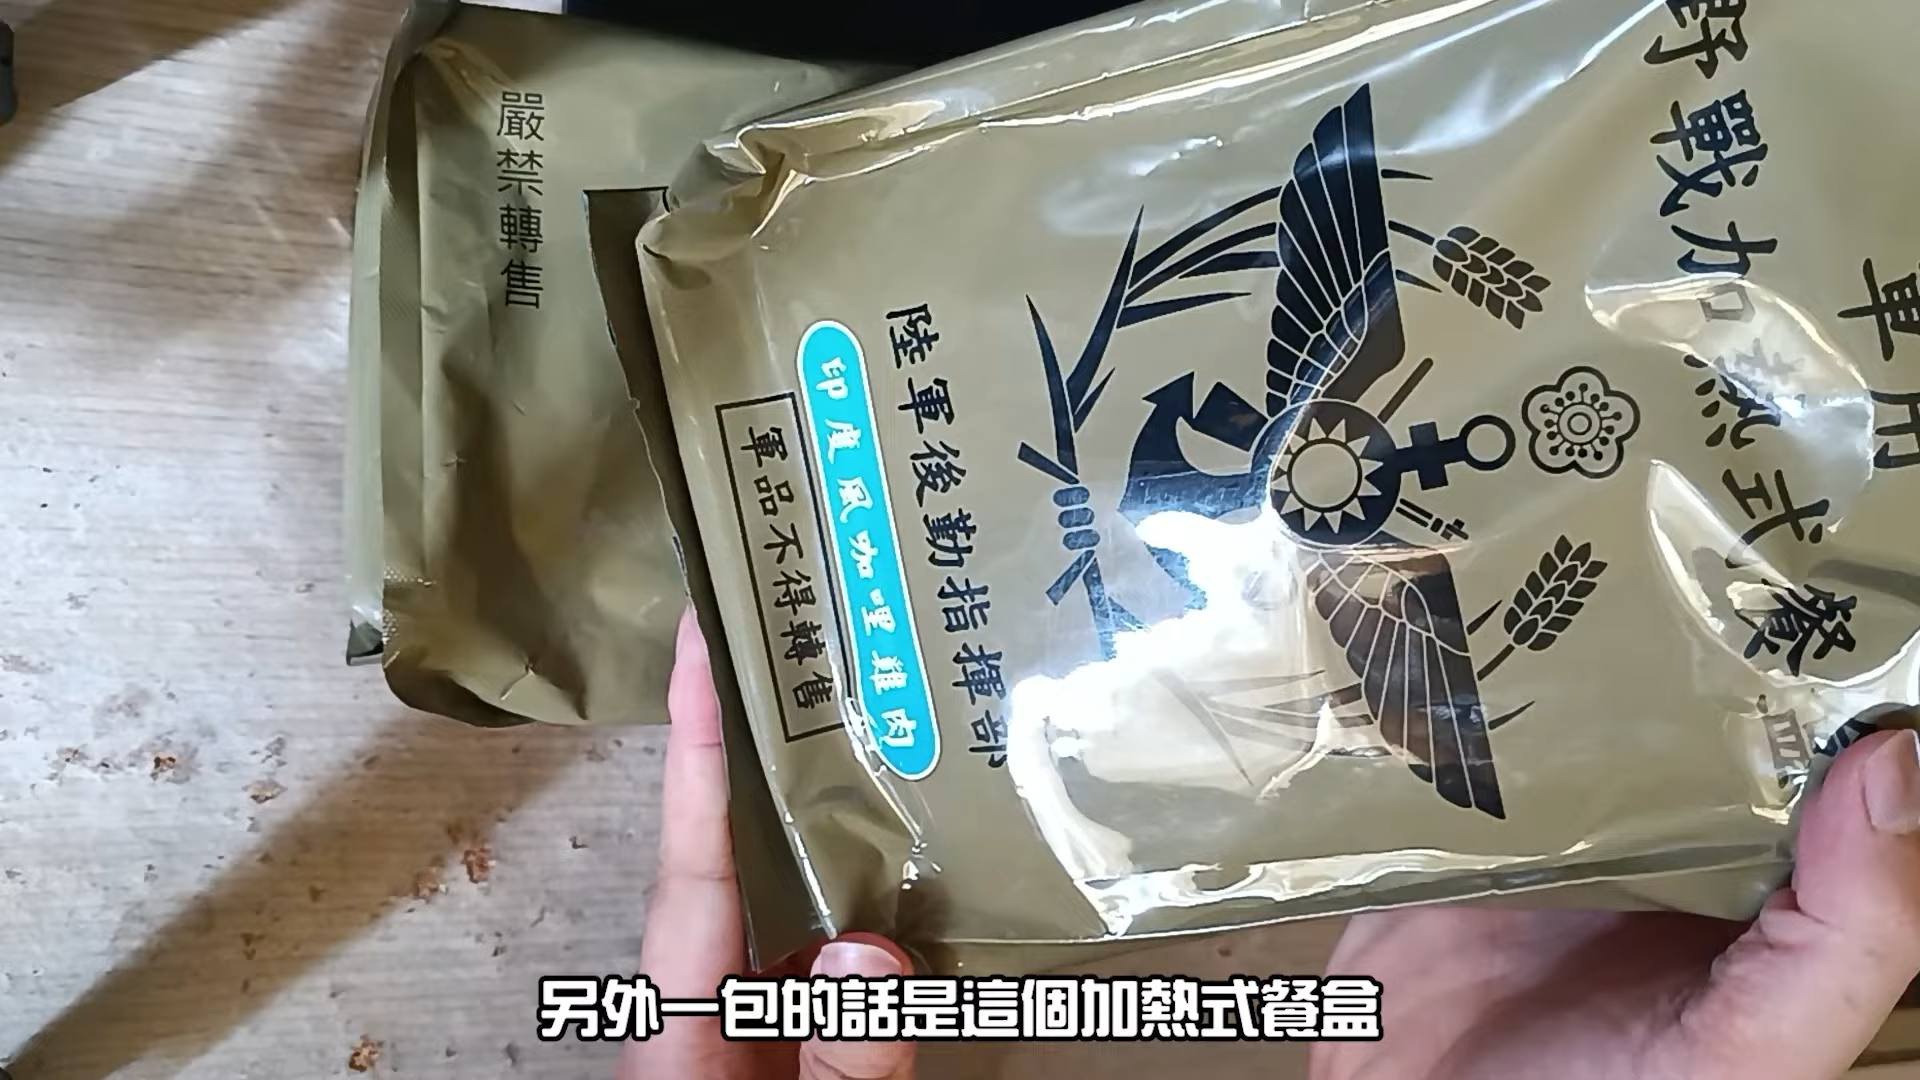 軍用
野戰加熱式餐盒
陸軍後勤指揮部
印度風咖哩雞肉
軍品不得轉售
嚴禁轉售
另外一包的話是這個加熱式餐盒